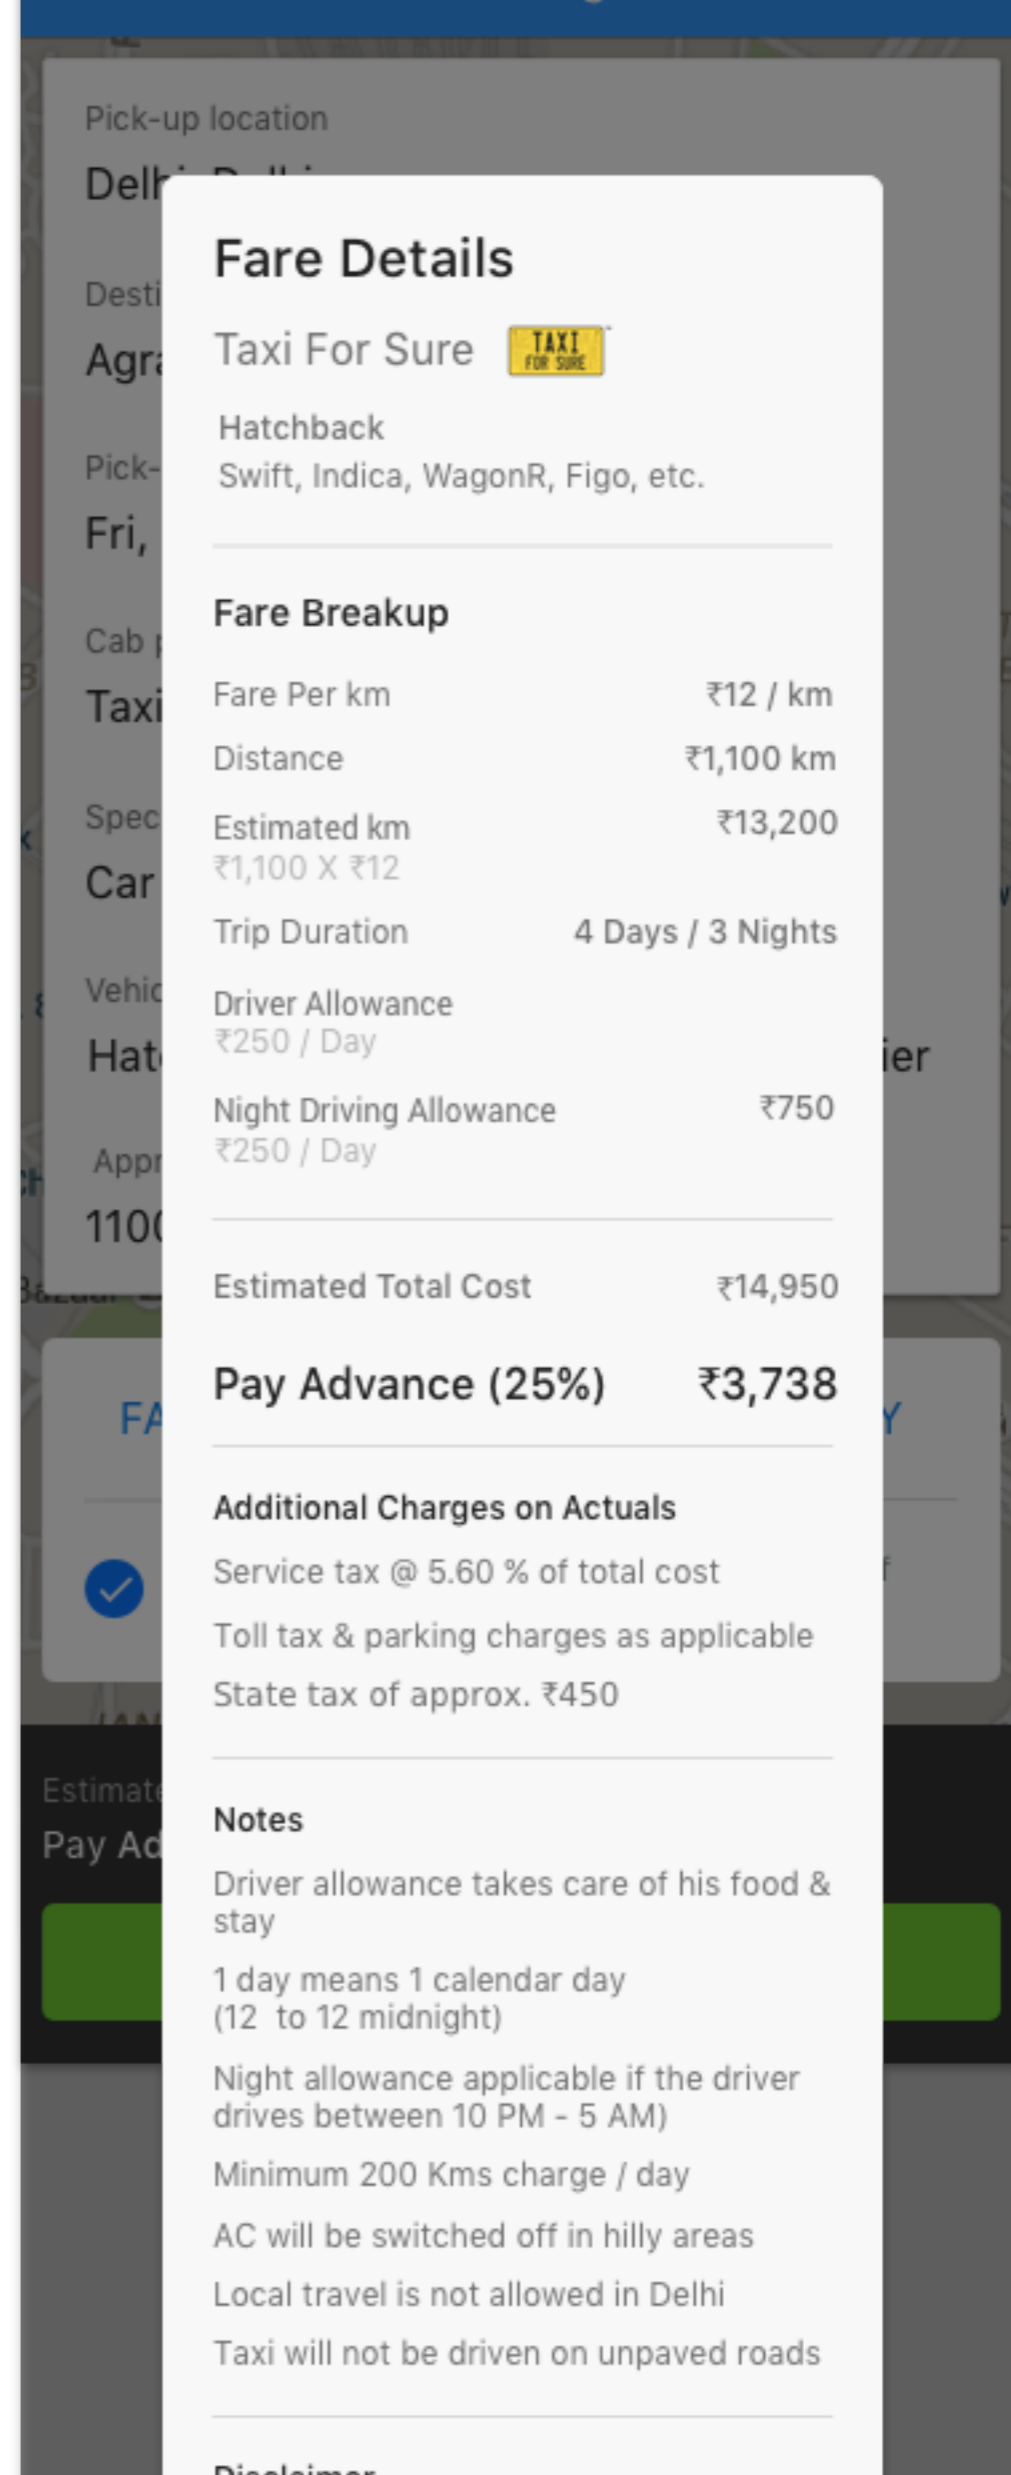 Pick-up location
Fare Details
Taxi For Sure TAXI FOR SURE
Hatchback
Swift, Indica, WagonR, Figo, etc.
Fri,
Fare Breakup
Fare Per km ₹12 / km
Distance ₹1,100 km
Estimated km ₹13,200
₹1,100 X ₹12
Trip Duration 4 Days / 3 Nights
Driver Allowance
₹250 / Day
Night Driving Allowance ₹750
₹250 / Day
Estimated Total Cost ₹14,950
Pay Advance (25%) ₹3,738
Additional Charges on Actuals
Service tax @ 5.60 % of total cost
Toll tax & parking charges as applicable
State tax of approx. ₹450
Notes
Driver allowance takes care of his food &
stay
1 day means 1 calendar day
(12 to 12 midnight)
Night allowance applicable if the driver
drives between 10 PM - 5 AM)
Minimum 200 Kms charge / day
AC will be switched off in hilly areas
Local travel is not allowed in Delhi
Taxi will not be driven on unpaved roads
Cab
Taxi
Car
Pay